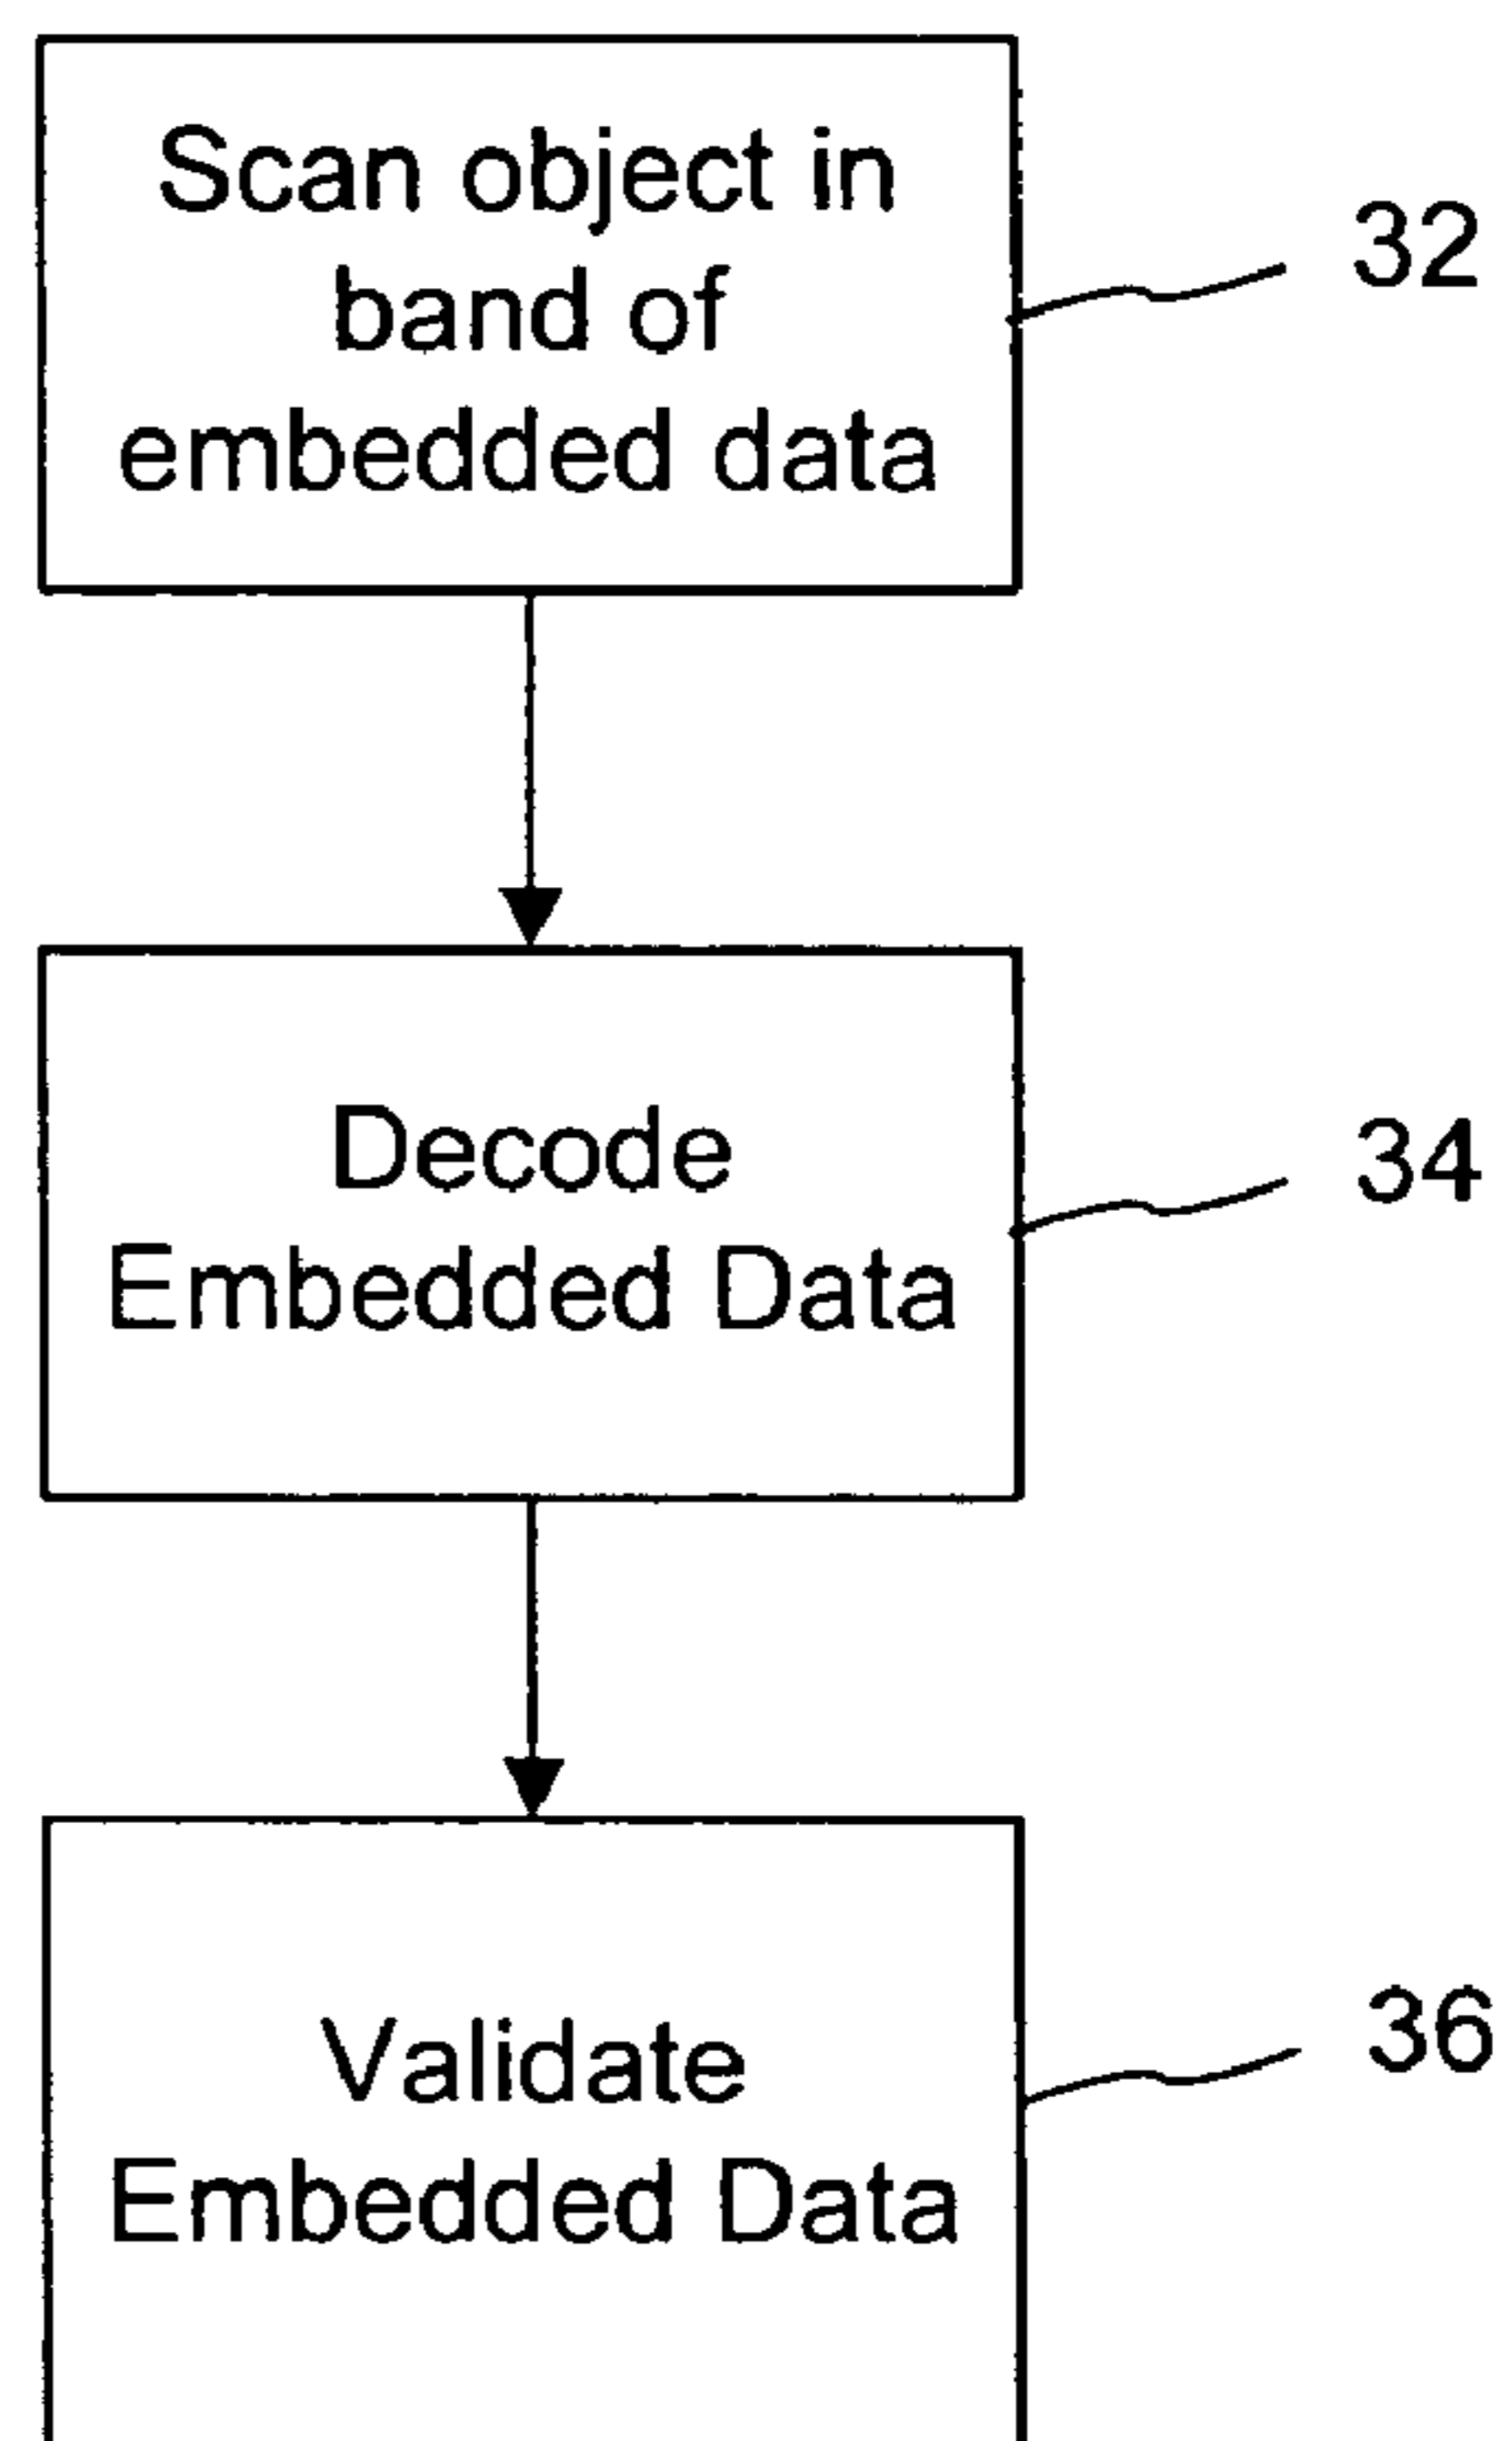 Scan object in
band of
embedded data
32
Decode
Embedded Data
34
Validate
Embedded Data
36